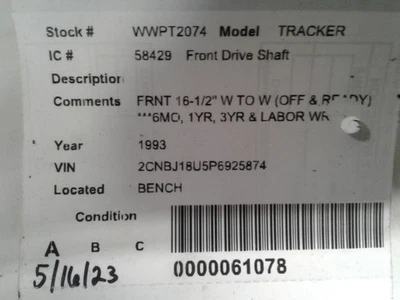 Stock # WWPT2074 Model TRACKER
IC # 58429 Front Drive Shaft
Description
Comments FRNT 16-1/2" W TO W (OFF & READY)
***6MO, 1YR, 3YR & LABOR WR
Year 1993
VIN 2CNBJ18U5P6925874
Located BENCH
Condition
A B C
5/16/23 0000061078